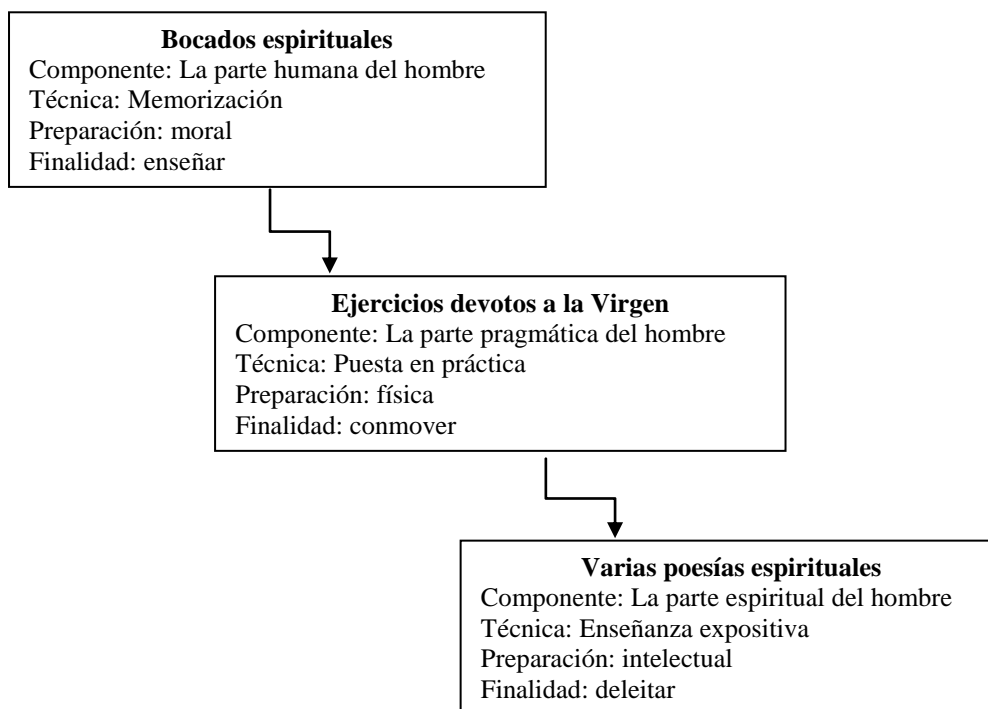 Bocados espirituales
Componente: La parte humana del hombre
Técnica: Memorización
Preparación: moral
Finalidad: enseñar
Ejercicios devotos a la Virgen
Componente: La parte pragmática del hombre
Técnica: Puesta en práctica
Preparación: física
Finalidad: conmover
Varias poesías espirituales
Componente: La parte espiritual del hombre
Técnica: Enseñanza expositiva
Preparación: intelectual
Finalidad: deleitar